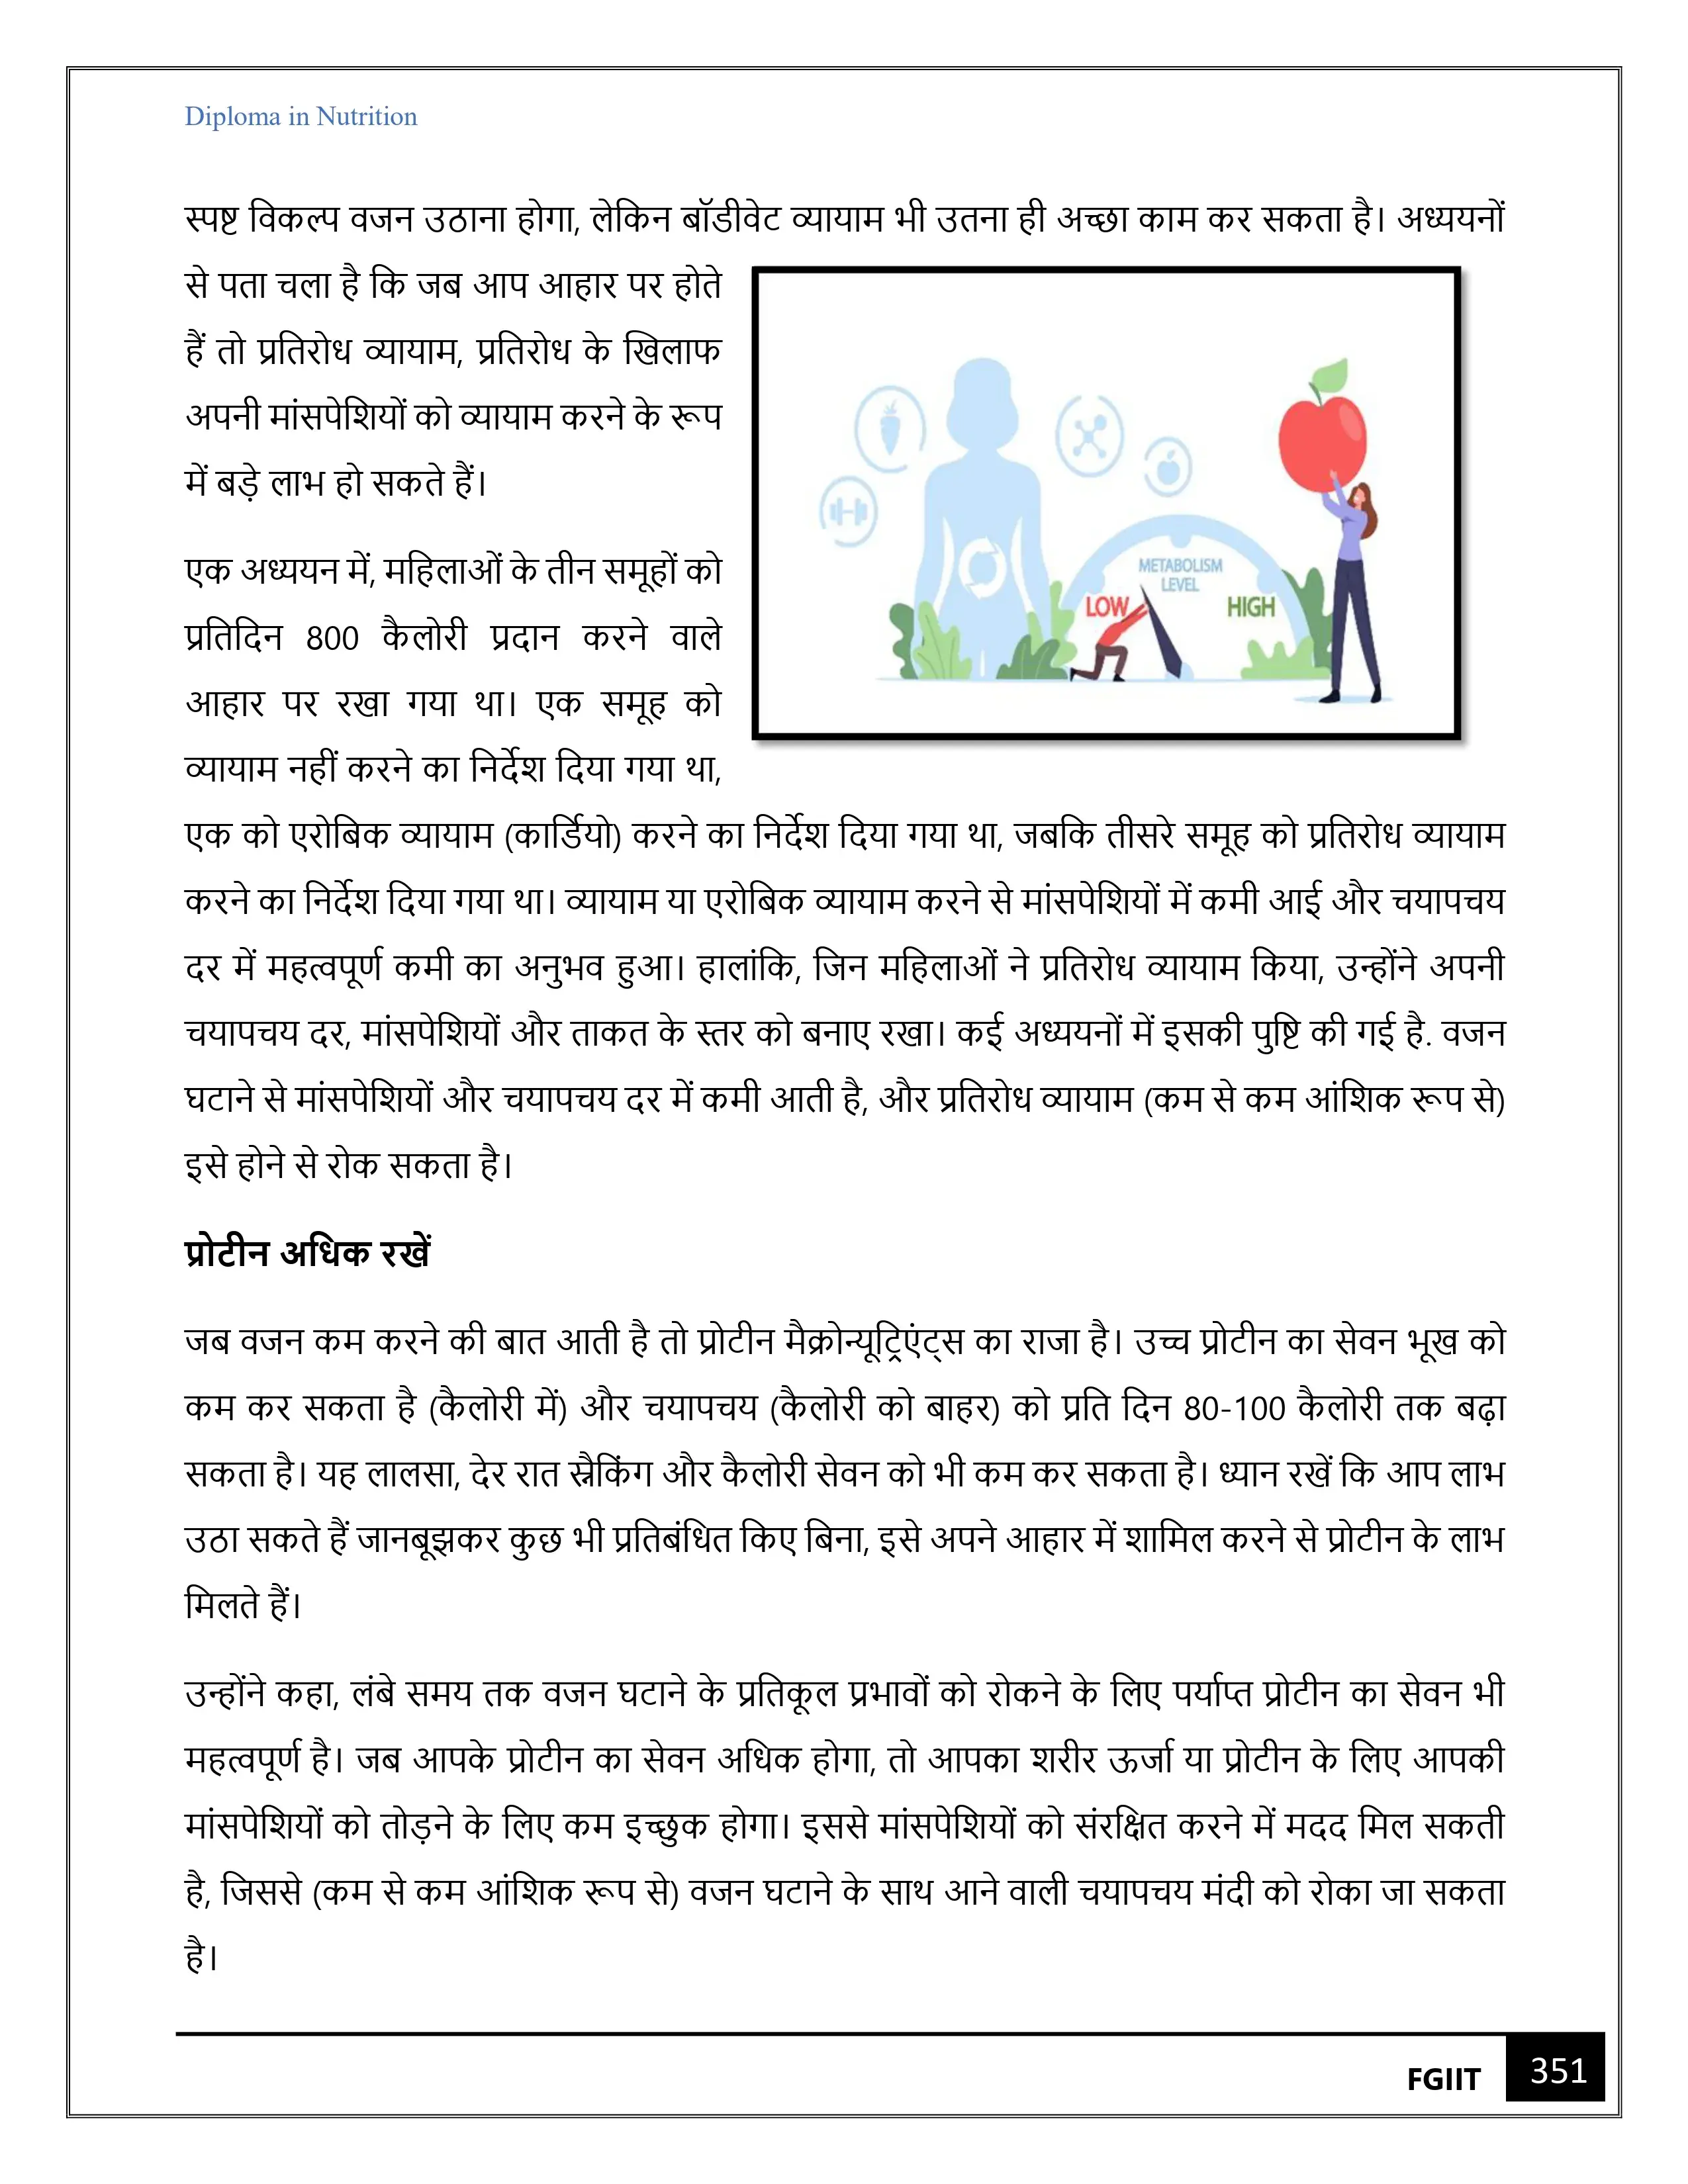 Diploma in Nutrition
स्पष्ट विकल्प वजन उठाना होगा, लेकिन बॉडीवेट व्यायाम भी उतना ही अच्छा काम कर सकता है। अध्ययनों
से पता चला है कि जब आप आहार पर होते
हैं तो प्रतिरोध व्यायाम, प्रतिरोध के खिलाफ
अपनी मांसपेशियों को व्यायाम करने के रूप
में बड़े लाभ हो सकते हैं।
METABOLISM
LEVEL
LOW
HIGH
एक अध्ययन में, महिलाओं के तीन समूहों को
प्रतिदिन 800 कैलोरी प्रदान करने वाले
आहार पर रखा गया था। एक समूह को
व्यायाम नहीं करने का निर्देश दिया गया था,
एक को एरोबिक व्यायाम (कार्डियो) करने का निर्देश दिया गया था, जबकि तीसरे समूह को प्रतिरोध व्यायाम
करने का निर्देश दिया गया था। व्यायाम या एरोबिक व्यायाम करने से मांसपेशियों में कमी आई और चयापचय
दर में महत्वपूर्ण कमी का अनुभव हुआ। हालांकि, जिन महिलाओं ने प्रतिरोध व्यायाम किया, उन्होंने अपनी
चयापचय दर, मांसपेशियों और ताकत के स्तर को बनाए रखा। कई अध्ययनों में इसकी पुष्टि की गई है. वजन
घटाने से मांसपेशियों और चयापचय दर में कमी आती है, और प्रतिरोध व्यायाम (कम से कम आंशिक रूप से)
इसे होने से रोक सकता है।
प्रोटीन अधिक रखें
जब वजन कम करने की बात आती है तो प्रोटीन मैक्रोन्यूट्रिएंट्स का राजा है। उच्च प्रोटीन का सेवन भूख को
कम कर सकता है (कैलोरी में) और चयापचय (कैलोरी को बाहर) को प्रति दिन 80-100 कैलोरी तक बढ़ा
सकता है। यह लालसा, देर रात स्नैकिंग और कैलोरी सेवन को भी कम कर सकता है। ध्यान रखें कि आप लाभ
उठा सकते हैं जानबूझकर कुछ भी प्रतिबंधित किए बिना, इसे अपने आहार में शामिल करने से प्रोटीन के लाभ
मिलते हैं।
उन्होंने कहा, लंबे समय तक वजन घटाने के प्रतिकूल प्रभावों को रोकने के लिए पर्याप्त प्रोटीन का सेवन भी
महत्वपूर्ण है। जब आपके प्रोटीन का सेवन अधिक होगा, तो आपका शरीर ऊर्जा या प्रोटीन के लिए आपकी
मांसपेशियों को तोड़ने के लिए कम इच्छुक होगा। इससे मांसपेशियों को संरक्षित करने में मदद मिल सकती
है, जिससे (कम से कम आंशिक रूप से) वजन घटाने के साथ आने वाली चयापचय मंदी को रोका जा सकता
है।
FGIIT 351